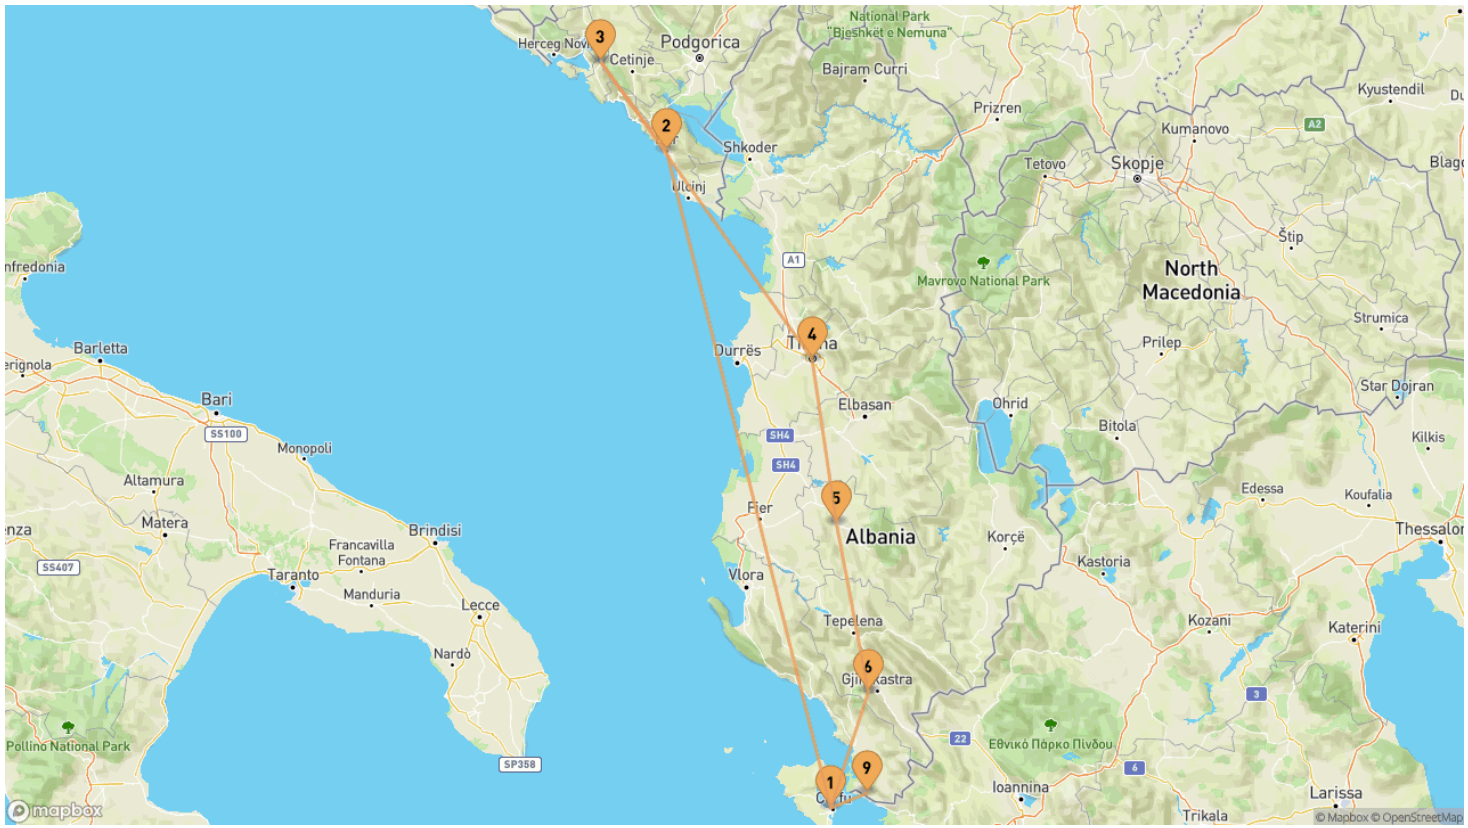 National Park
"Bjeshkët e Nemuna"
3
Herceg Novi
Podgorica
Cetinje
Bajram Curri
Kyustendil
Prizren
2
Kumanovo
A2
Shkoder
Tetovo
Skopje
Ulcinj
Štip
A1
Mavrovo National Park
North
Macedonia
nfredonia
Strumica
4
Barletta
Durrës
Prilep
erignola
Star Dojran
Bari
Elbasan
Ohrid
SS100
SH4
Bitola
Kilkis
Monopoli
SH4
Altamura
5
Edessa
Koufalia
Fier
Matera
nza
Brindisi
Albania
Korçë
Thessalon
Francavilla
Fontana
Kastoria
SS407
Taranto
Vlora
Manduria
Lecce
Tepelena
Kozani
Katerini
Nardò
6
3
Pollino National Park
22
Εθνικό Πάρκο Πίνδου
SP358
9
6
1
Ioannina
Larissa
mapbox
Trikala
© Mapbox © OpenStreetMap